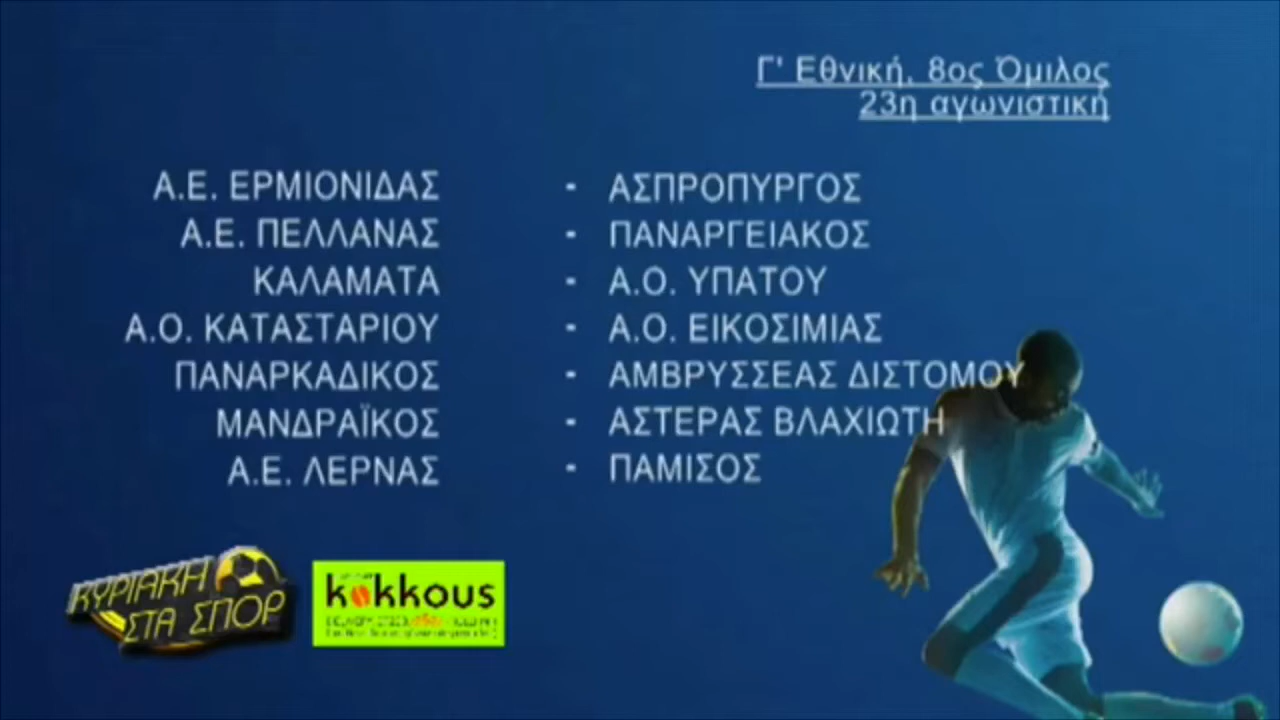 Γ' Εθνική, 8ος Όμιλος
23η αγωνιστική
Α.Ε. ΕΡΜΙΟΝΙΔΑΣ - ΑΣΠΡΟΠΥΡΓΟΣ
Α.Ε. ΠΕΛΛΑΝΑΣ - ΠΑΝΑΡΓΕΙΑΚΟΣ
ΚΑΛΑΜΑΤΑ - Α.Ο. ΥΠΑΤΟΥ
Α.Ο. ΚΑΤΑΣΤΑΡΙΟΥ - Α.Ο. ΕΙΚΟΣΙΜΙΑΣ
ΠΑΝΑΡΚΑΔΙΚΟΣ - ΑΜΒΡΥΣΣΕΑΣ ΔΙΣΤΟΜΟΥ
ΜΑΝΔΡΑΪΚΟΣ - ΑΣΤΕΡΑΣ ΒΛΑΧΙΩΤΗ
Α.Ε. ΛΕΡΝΑΣ - ΠΑΜΙΣΟΣ
ΚΥΡΙΑΚΗ
ΣΤΑ ΣΠΟΡ
kokkous